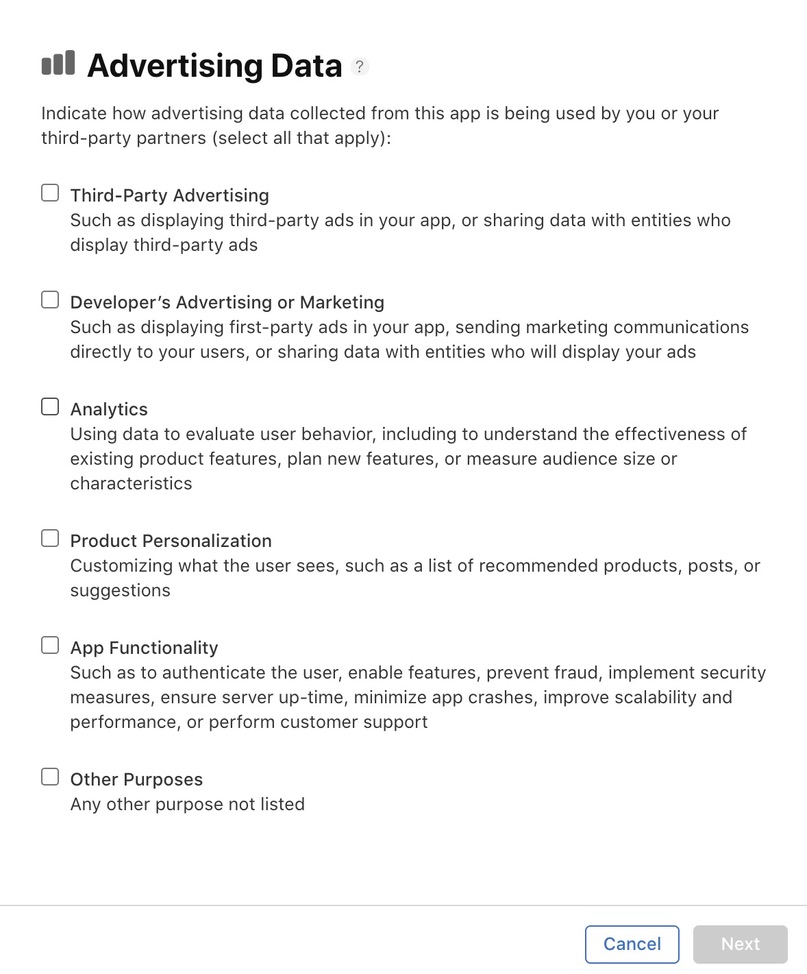 Advertising Data ?
Indicate how advertising data collected from this app is being used by you or your
third-party partners (select all that apply):
Third-Party Advertising
Such as displaying third-party ads in your app, or sharing data with entities who
display third-party ads
Developer’s Advertising or Marketing
Such as displaying first-party ads in your app, sending marketing communications
directly to your users, or sharing data with entities who will display your ads
Analytics
Using data to evaluate user behavior, including to understand the effectiveness of
existing product features, plan new features, or measure audience size or
characteristics
Product Personalization
Customizing what the user sees, such as a list of recommended products, posts, or
suggestions
App Functionality
Such as to authenticate the user, enable features, prevent fraud, implement security
measures, ensure server up-time, minimize app crashes, improve scalability and
performance, or perform customer support
Other Purposes
Any other purpose not listed
Cancel Next